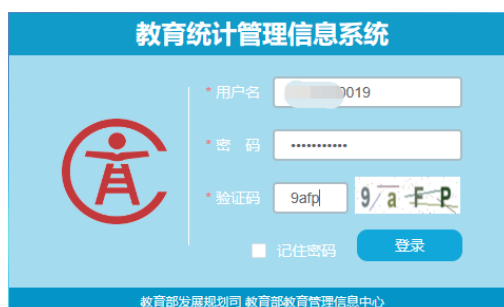 教育统计管理信息系统
* 用户名 0019
* 密 码 •••••••••••
* 验证码 9afp 9 a F P
记住密码 登录
教育部发展规划司 教育部教育管理信息中心